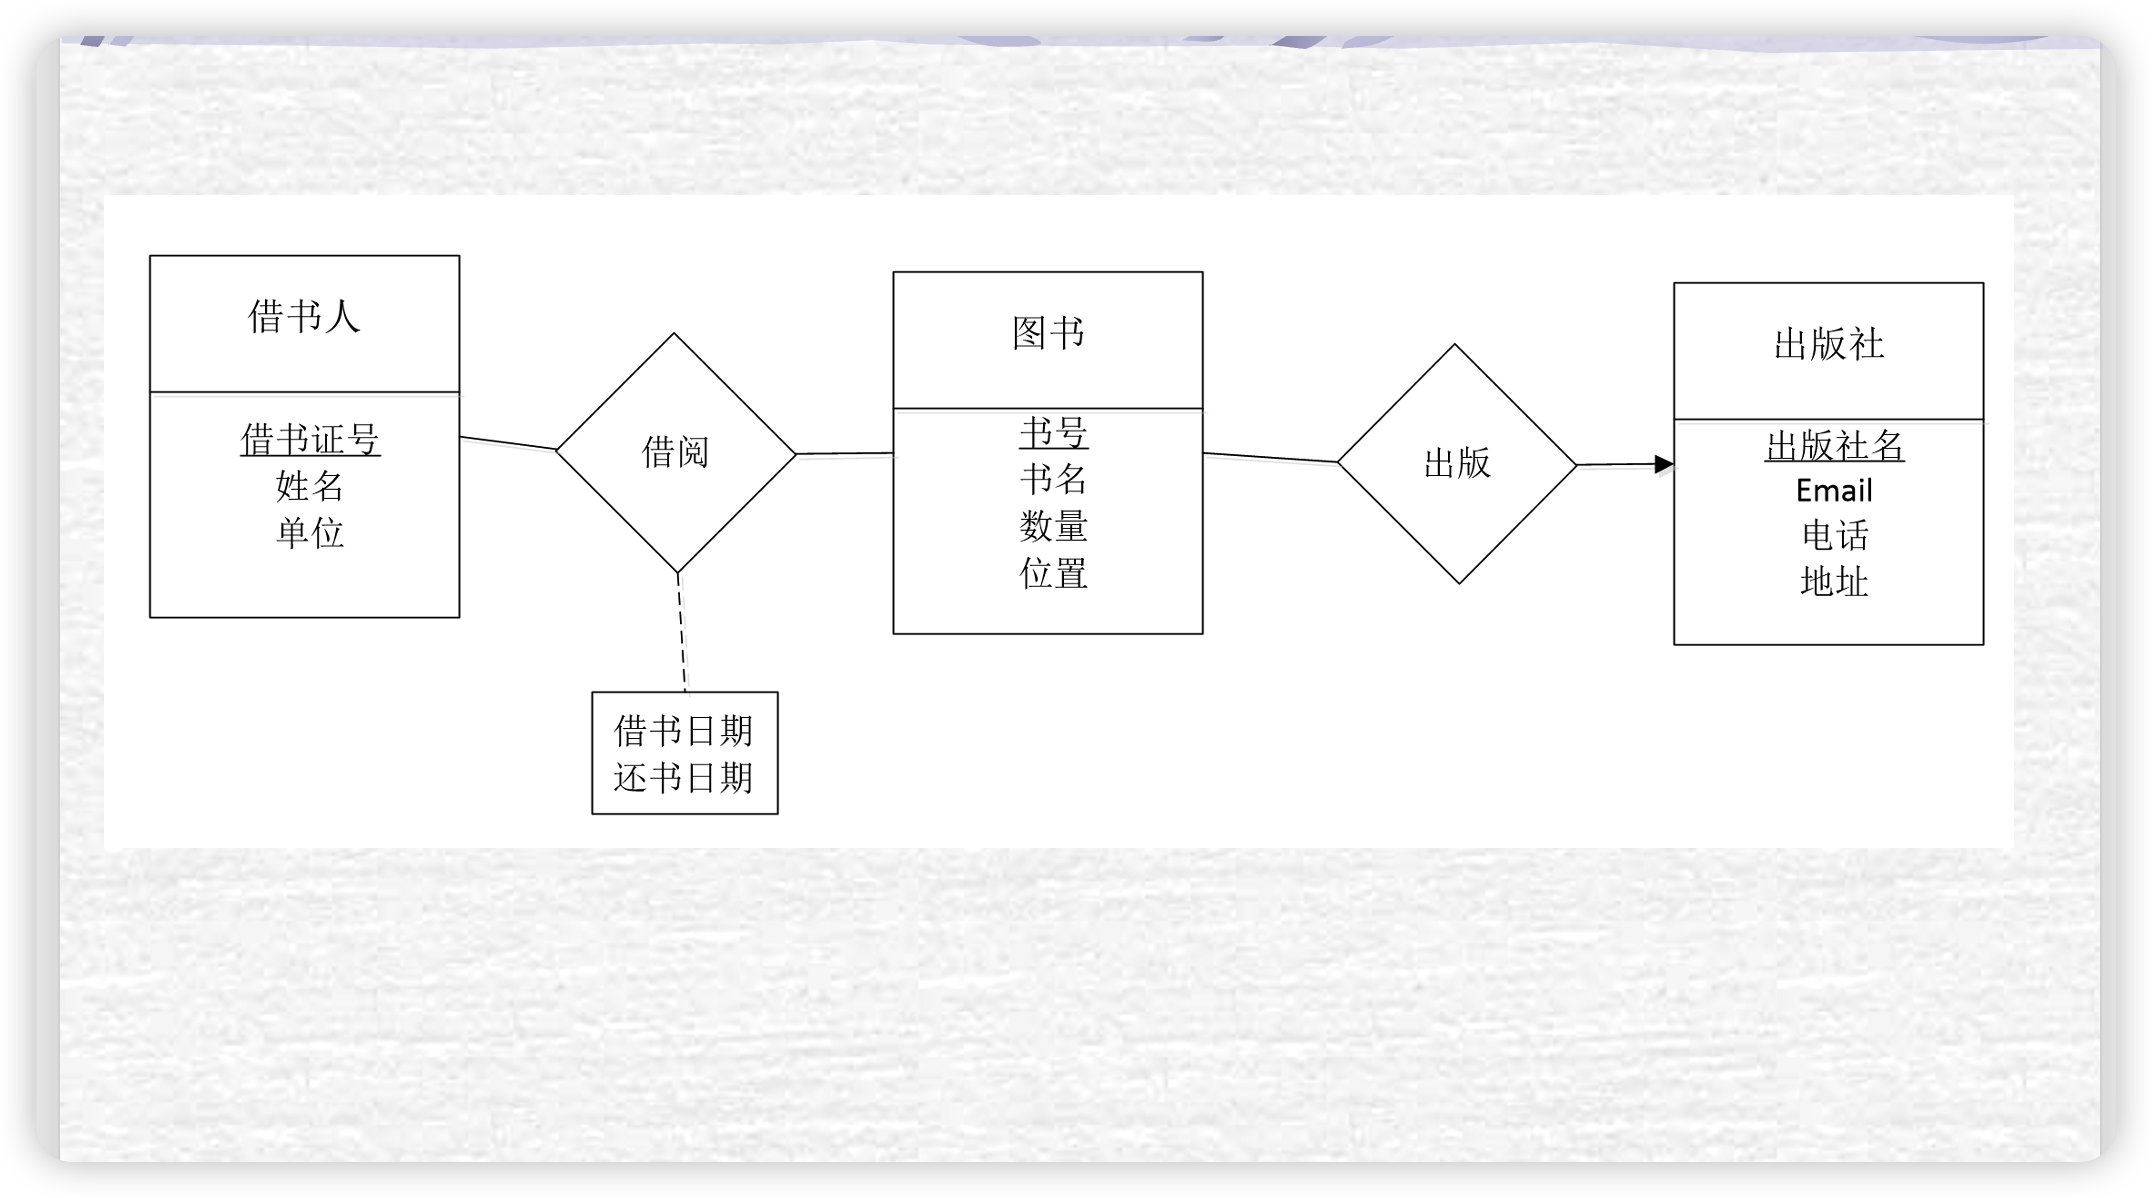 借书人
借书证号
姓名
单位
借阅
借书日期
还书日期
图书
书号
书名
数量
位置
出版
出版社
出版社名
Email
电话
地址